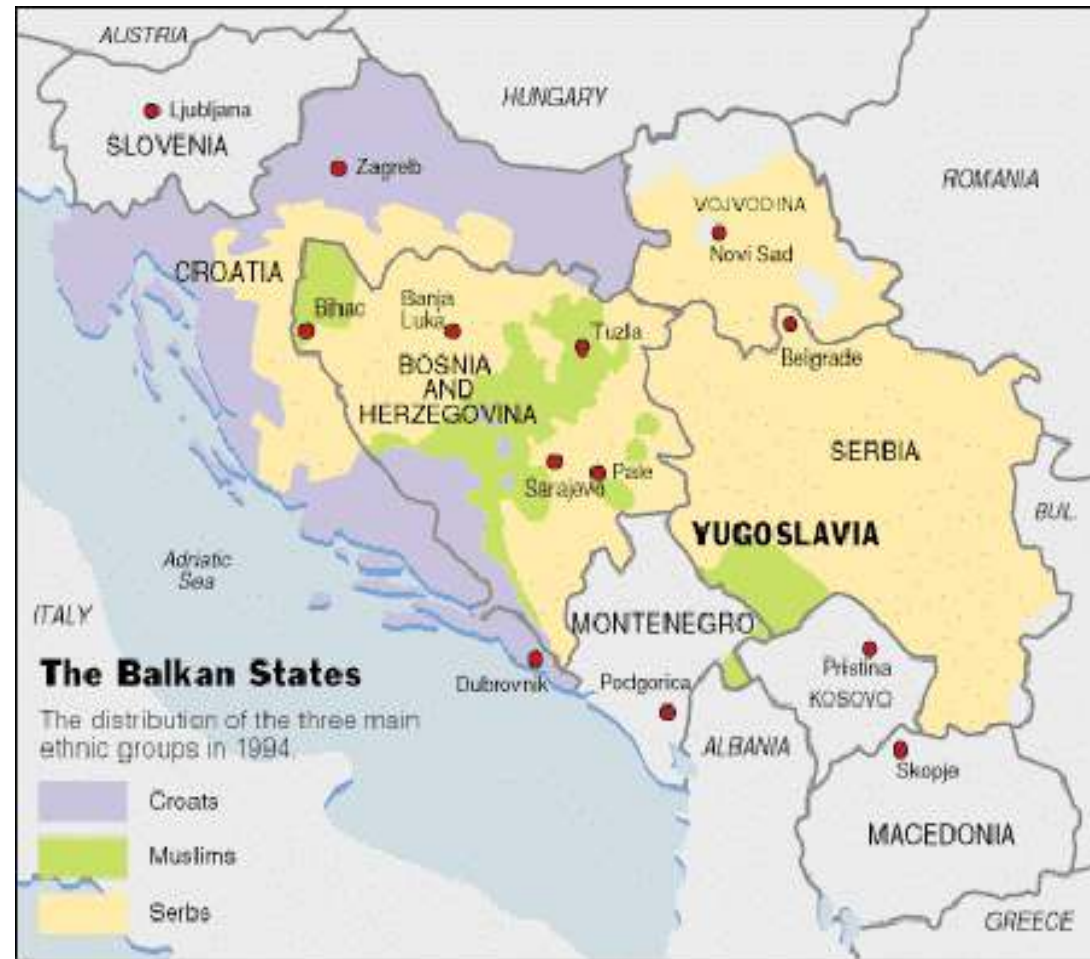 AUSTRIA
HUNGARY
Ljubljana
SLOVENIA
Zagreb
ROMANIA
VOJVODINA
Novi Sad
CROATIA
Bihac
Banja
Luka
Tuzla
Belgrade
BOSNIA
AND
HERZEGOVINA
SERBIA
Sarajevo
Pale
BUL.
YUGOSLAVIA
Adriatic
Sea
ITALY
MONTENEGRO
Pristina
KOSOVO
Dubrovnik
Podgorica
ALBANIA
Skopje
MACEDONIA
GREECE
The Balkan States
The distribution of the three main
ethnic groups in 1994.
Croats
Muslims
Serbs